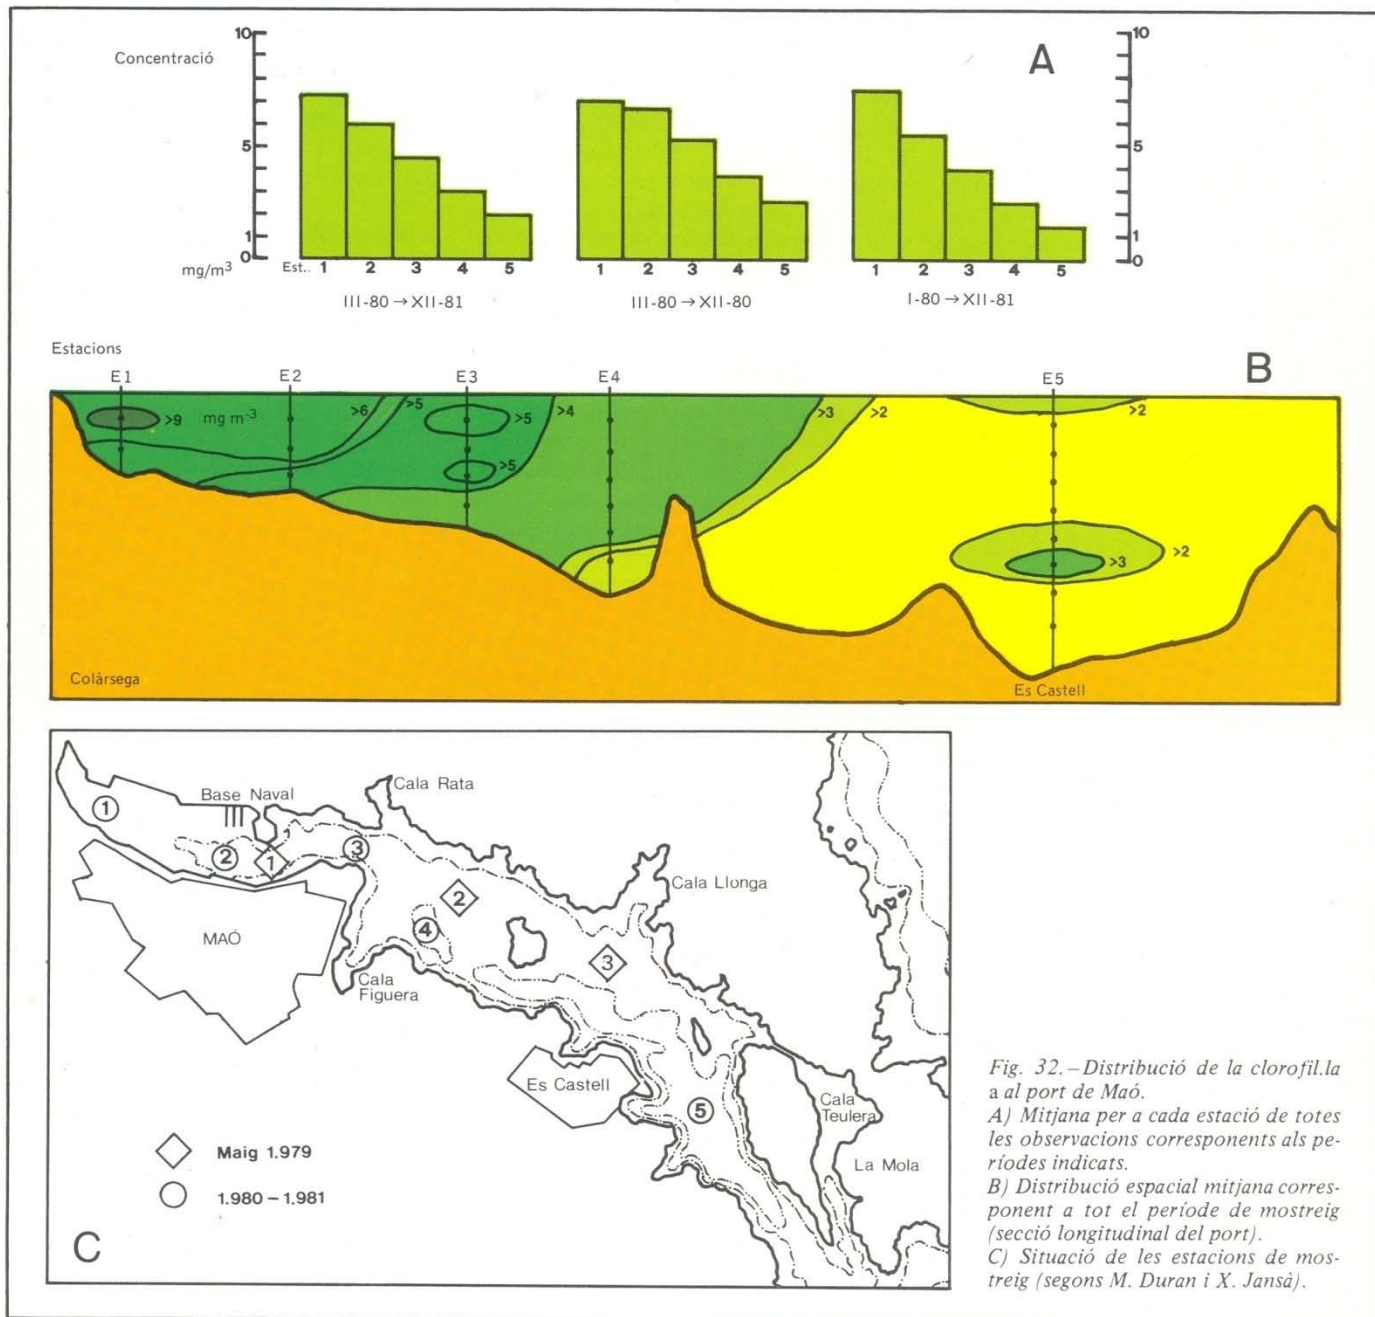 10
10
Concentració
A
5
5
1
1
0
0
mg/m³
Est.. 1 2 3 4 5
1 2 3 4 5
1 2 3 4 5
III-80→XII-81
III-80→XII-80
I-80→XII-81
Estacions
B
E1 E2 E3 E4 E5
>9 mg m⁻³ >6 >5 >5 >4 >3 >2 >2
>5
>2
>3
Colàrsega
Es Castell
Cala Rata
Base Naval
1
2
1
3
Cala Llonga
2
MAÓ
4
3
Cala
Figuera
Es Castell
5
Cala
Teulera
La Mola
Maig 1.979
1.980 – 1.981
C
Fig. 32.—Distribució de la clorofil.la
a al port de Maó.
A) Mitjana per a cada estació de totes
les observacions corresponents als pe-
ríodes indicats.
B) Distribució espacial mitjana corres-
ponent a tot el període de mostreig
(secció longitudinal del port).
C) Situació de les estacions de mos-
treig (segons M. Duran i X. Jansà).